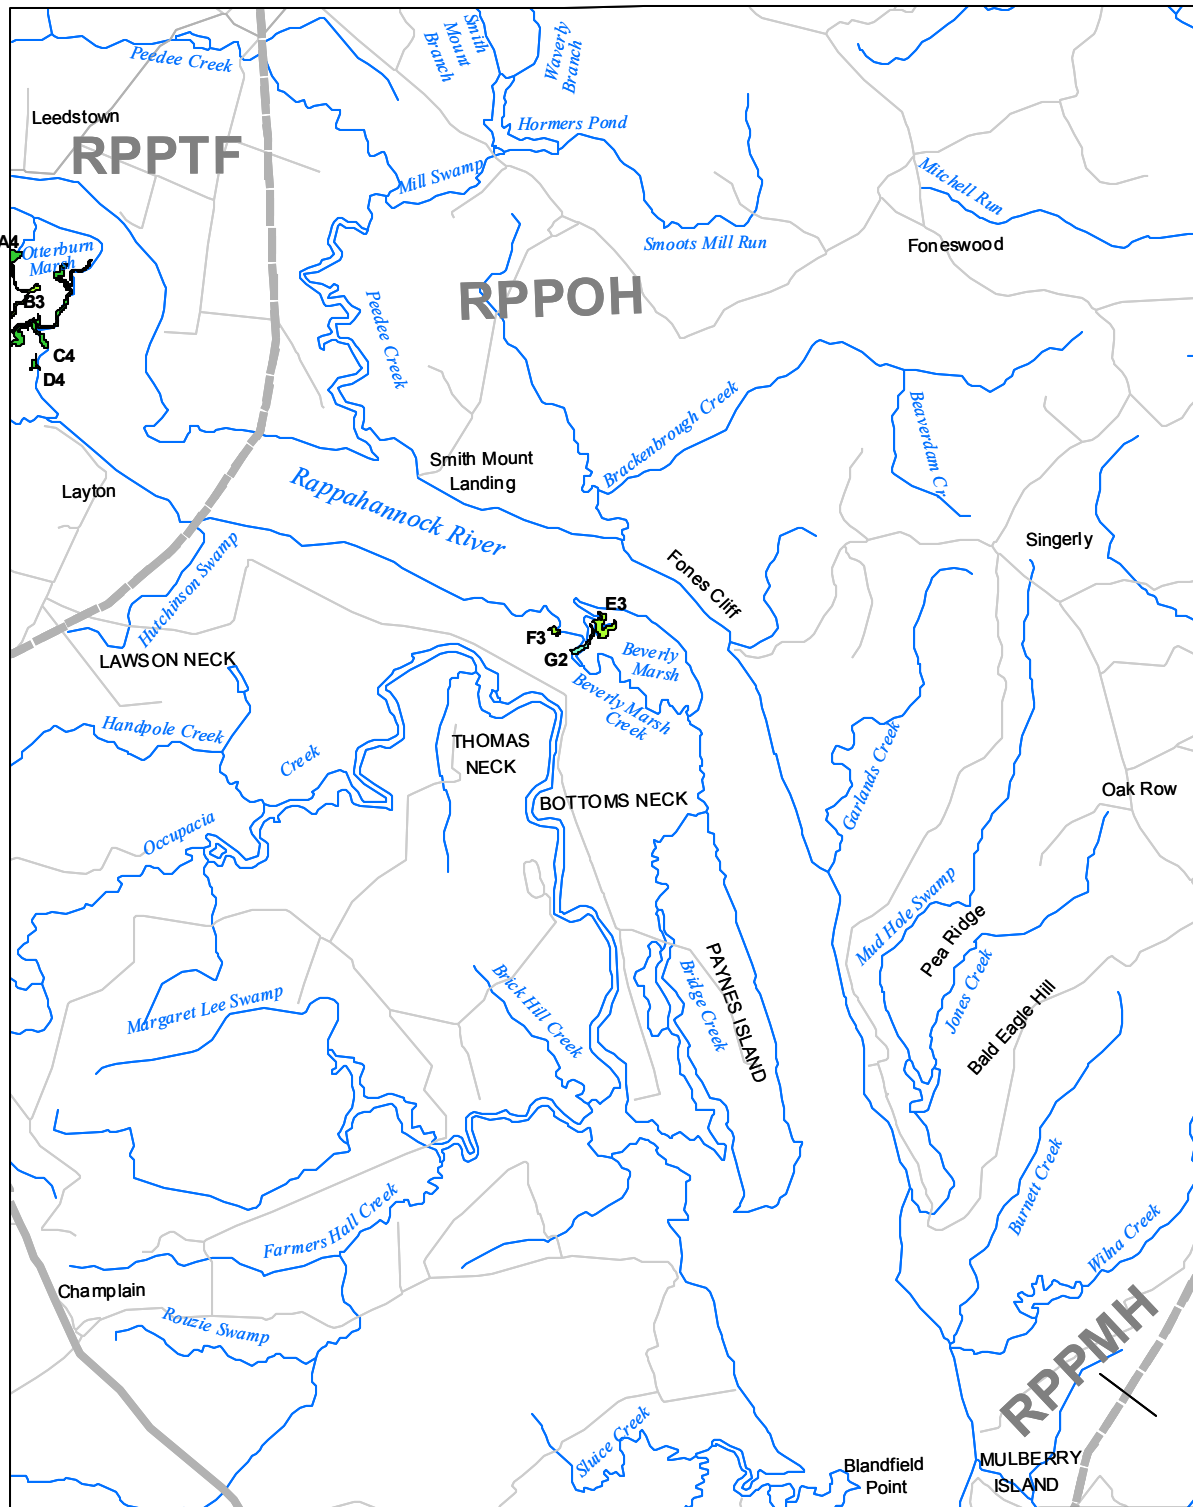 Smith
Mount
Branch
Waverly
Branch
Peedee Creek
Leedstown
Hormers Pond
RPPTF
Mill Swamp
Mitchell Run
A4
Otterburn
Marsh
Smoots Mill Run
Foneswood
B3
RPPOH
Peedee Creek
C4
D4
Brackenbrough Creek
Beaverdam Cr
Smith Mount
Landing
Layton
Rappahannock River
Singerly
Hutchinson Swamp
Fones Cliff
E3
F3
G2
LAWSON NECK
Beverly
Marsh
Beverly Marsh
Creek
Handpole Creek
Creek
THOMAS
NECK
Garlands Creek
Oak Row
BOTTOMS NECK
Occupacia
Mud Hole Swamp
Pea Ridge
Brick Hill Creek
Bridge Creek
PAYNES ISLAND
Jones Creek
Margaret Lee Swamp
Bald Eagle Hill
Burnett Creek
Farmers Hall Creek
Wilna Creek
Champlain
Rouzie Swamp
RPPMH
Sluice Creek
Blandfield
Point
MULBERRY
ISLAND